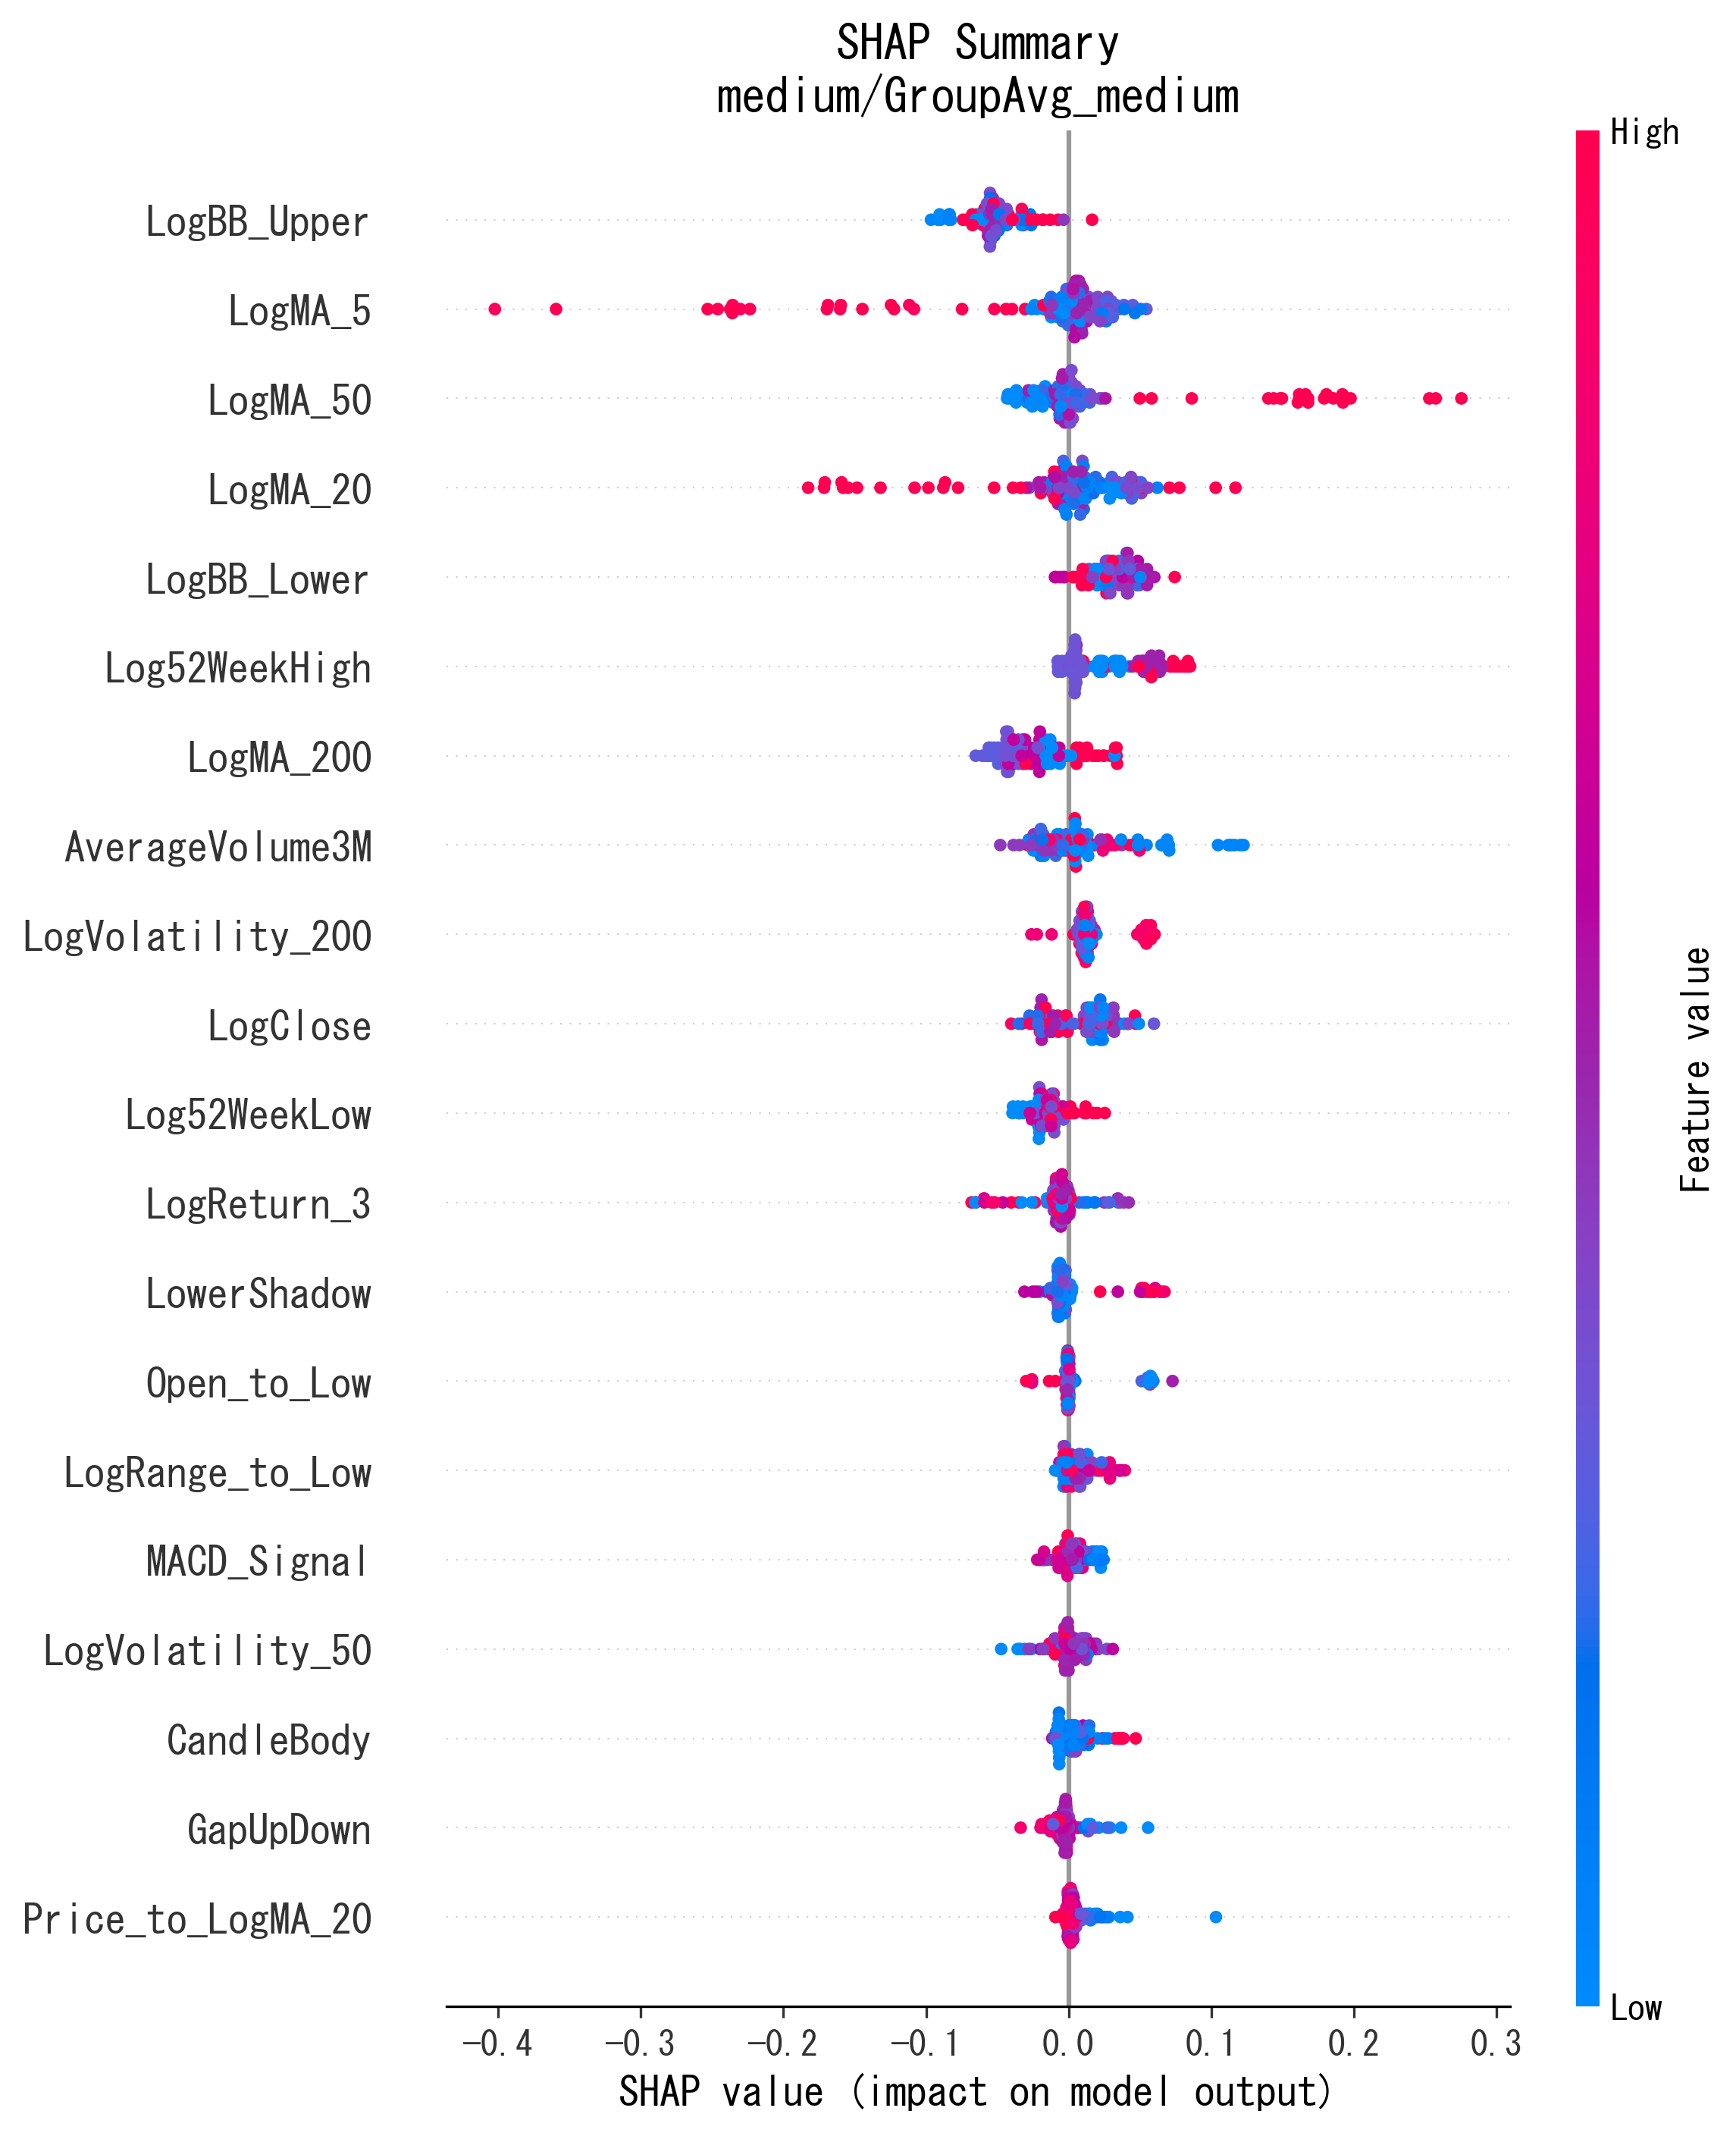 SHAP Summary
medium/GroupAvg_medium
High
LogBB_Upper
LogMA_5
LogMA_50
LogMA_20
LogBB_Lower
Log52WeekHigh
LogMA_200
AverageVolume3M
LogVolatility_200
LogClose
Log52WeekLow
LogReturn_3
LowerShadow
Open_to_Low
LogRange_to_Low
MACD_Signal
LogVolatility_50
CandleBody
GapUpDown
Price_to_LogMA_20
Feature value
Low
−0.4 −0.3 −0.2 −0.1 0.0 0.1 0.2 0.3
SHAP value (impact on model output)